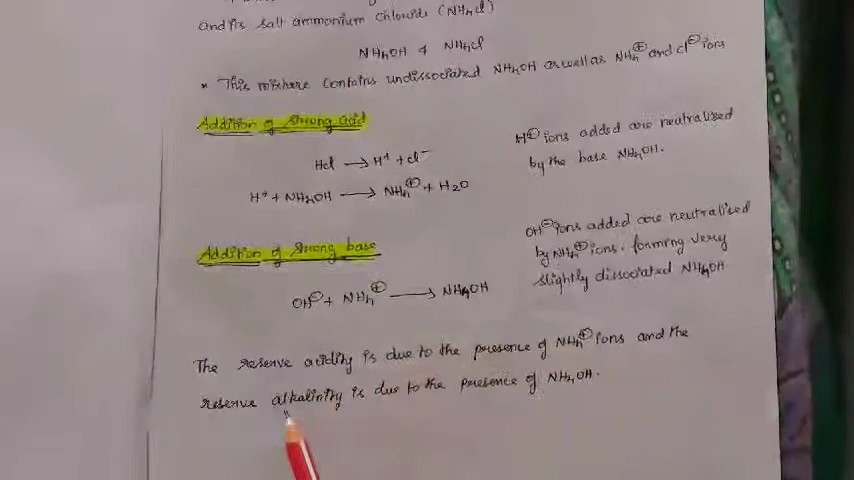 and its salt ammonium chloride (NH₄Cl)
NH₄OH & NH₄Cl
* This mixture contains undissociated NH₄OH as well as NH₄⊕ and Cl⊖ ions
Addition of strong acid
HCl → H⁺ + Cl⁻
H⁺ + NH₄OH → NH₄⊕ + H₂O
H⊕ ions added are neutralised
by the base NH₄OH.
Addition of strong base
OH⊖ + NH₄⊕ → NH₄OH
OH⊖ ions added are neutralised
by NH₄⊕ ions. forming very
slightly dissociated NH₄OH
The reserve acidity is due to the presence of NH₄⊕ ions and the
reserve alkalinity is due to the presence of NH₄OH.